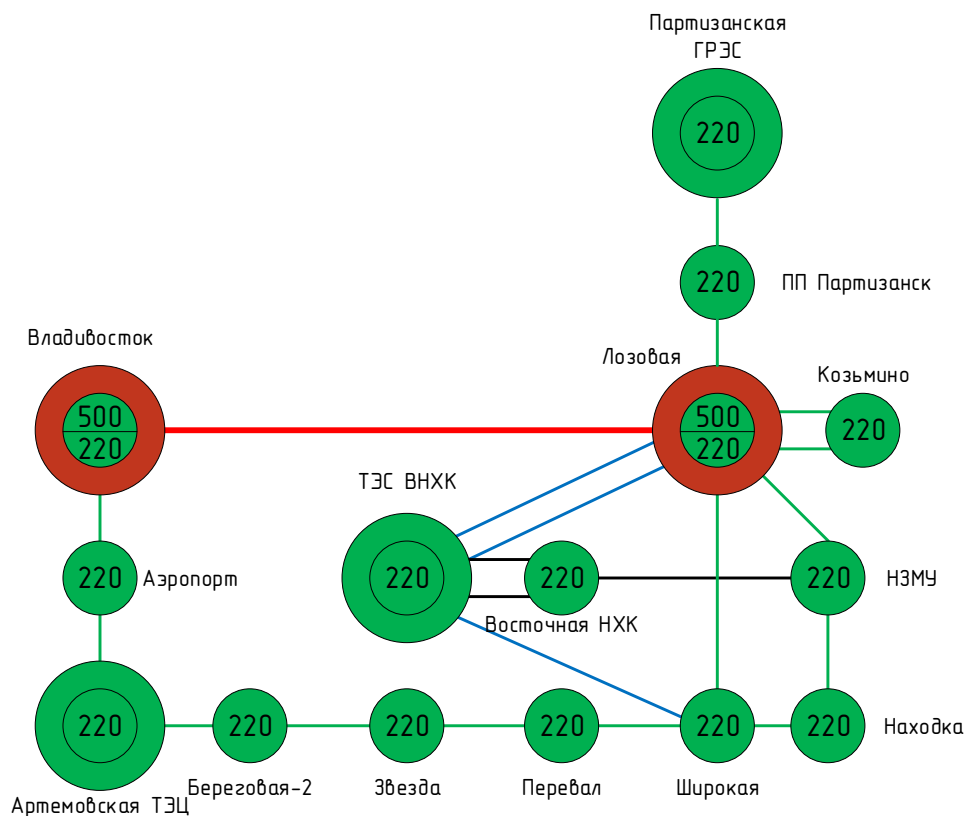 Партизанская
ГРЭС
220
220
ПП Партизанск
Владивосток
Лозовая
Козьмино
500
220
500
220
220
ТЭС ВНХК
220
Аэропорт
220
220
Восточная НХК
220
НЗМУ
220
220
220
220
220
220
Находка
Артемовская ТЭЦ
Береговая-2
Звезда
Перевал
Широкая